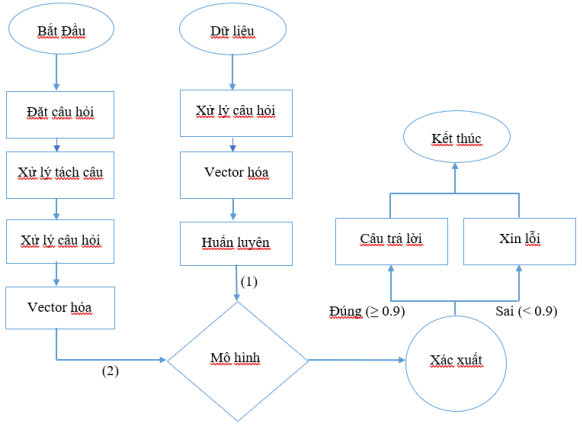 Bắt Đầu
Đặt câu hỏi
Xử lý tách câu
Xử lý câu hỏi
Vector hóa
(2)
Dữ liêu
Xử lý câu hỏi
Vector hóa
Huấn luyện
(1)
Mô hình
Kết thúc
Câu trả lời
Xin lỗi
Đúng (≥ 0.9)
Sai (< 0.9)
Xác xuất